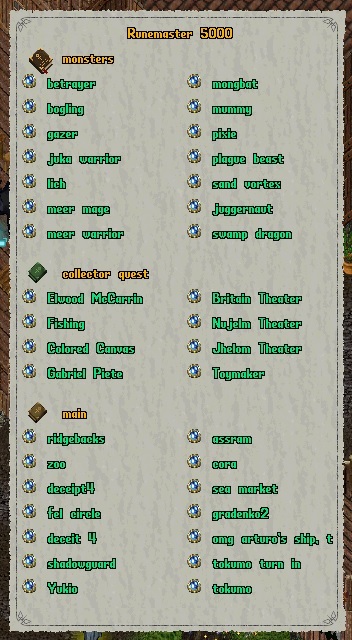 Runemaster 5000
monsters
betrayer mongbat
bogling mummy
gazer pixie
juka warrior plague beast
lich sand vortex
meer mage juggernaut
meer warrior swamp dragon
collector quest
Elwood McCarrin Britain Theater
Fishing Nujelm Theater
Colored Canvas Jhelom Theater
Gabriel Piete Toymaker
main
ridgebacks assram
zoo cora
deceipt4 sea market
fel circle gradenko2
deceit 4 omg arturo's ship, t
shadowguard tokumo turn in
Yukio tokumo